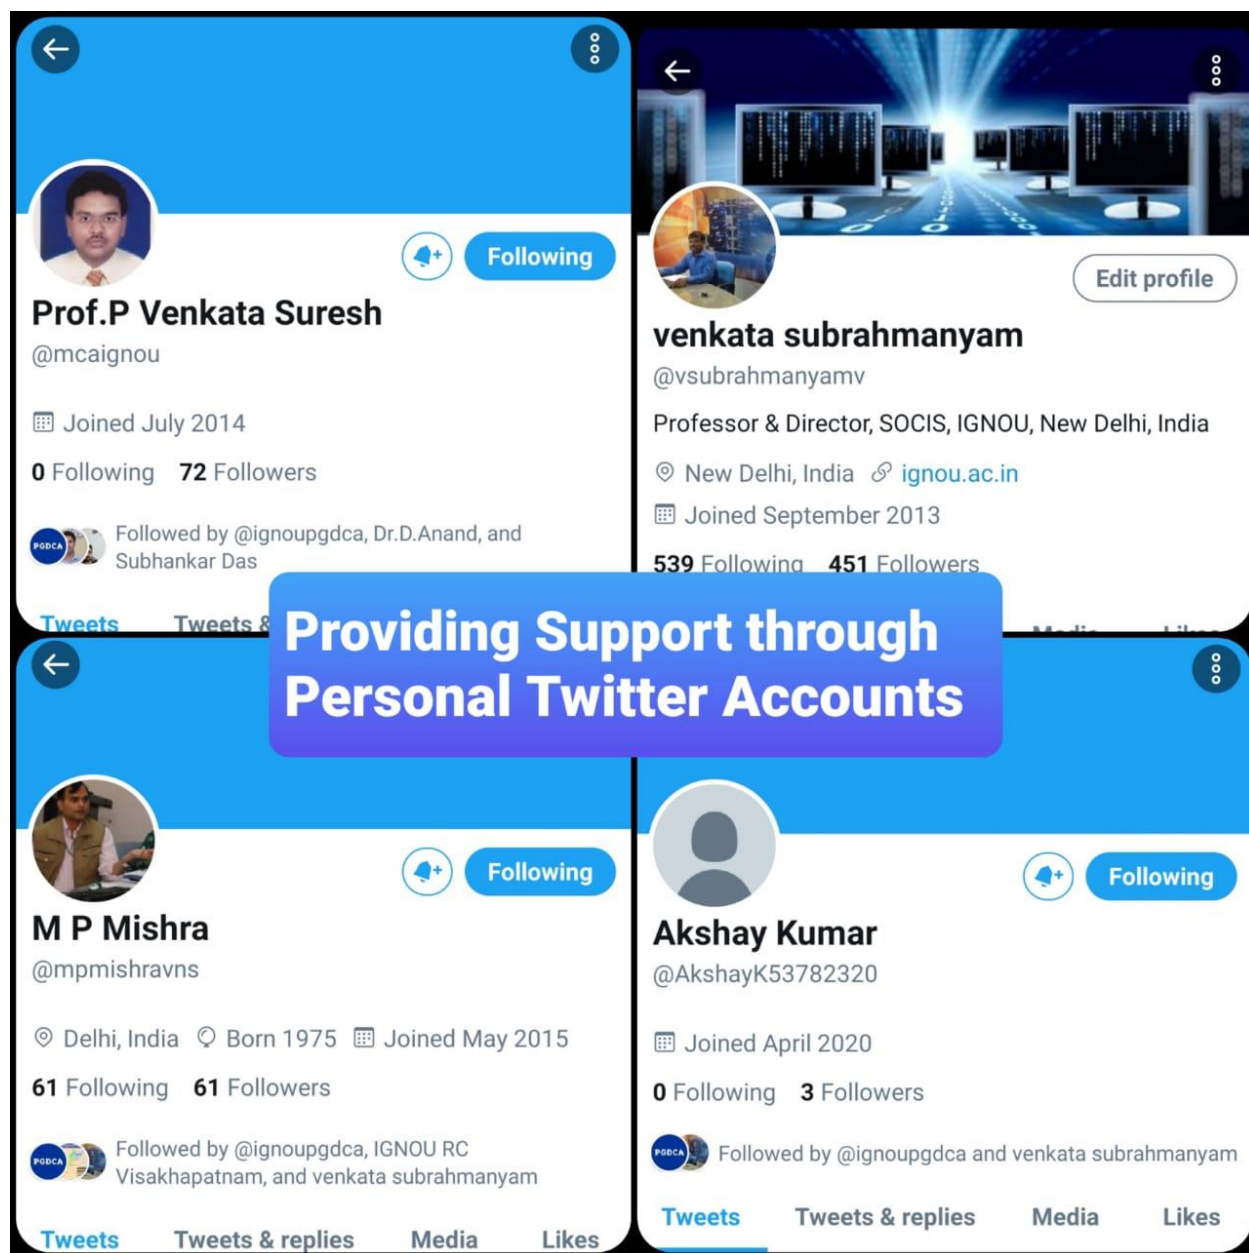 Following
Prof.P Venkata Suresh
@mcaignou
Joined July 2014
0 Following 72 Followers
PGDCA
Followed by @ignoupgdca, Dr.D.Anand, and
Subhankar Das
Tweets Tweets &
Edit profile
venkata subrahmanyam
@vsubrahmanyamv
Professor & Director, SOCIS, IGNOU, New Delhi, India
New Delhi, India ignou.ac.in
Joined September 2013
539 Following 451 Followers
Media Likes
Providing Support through
Personal Twitter Accounts
Following
M P Mishra
@mpmishravns
Delhi, India Born 1975 Joined May 2015
61 Following 61 Followers
PGDCA
Followed by @ignoupgdca, IGNOU RC
Visakhapatnam, and venkata subrahmanyam
Tweets Tweets & replies Media Likes
Following
Akshay Kumar
@AkshayK53782320
Joined April 2020
0 Following 3 Followers
PGDCA
Followed by @ignoupgdca and venkata subrahmanyam
Tweets Tweets & replies Media Likes